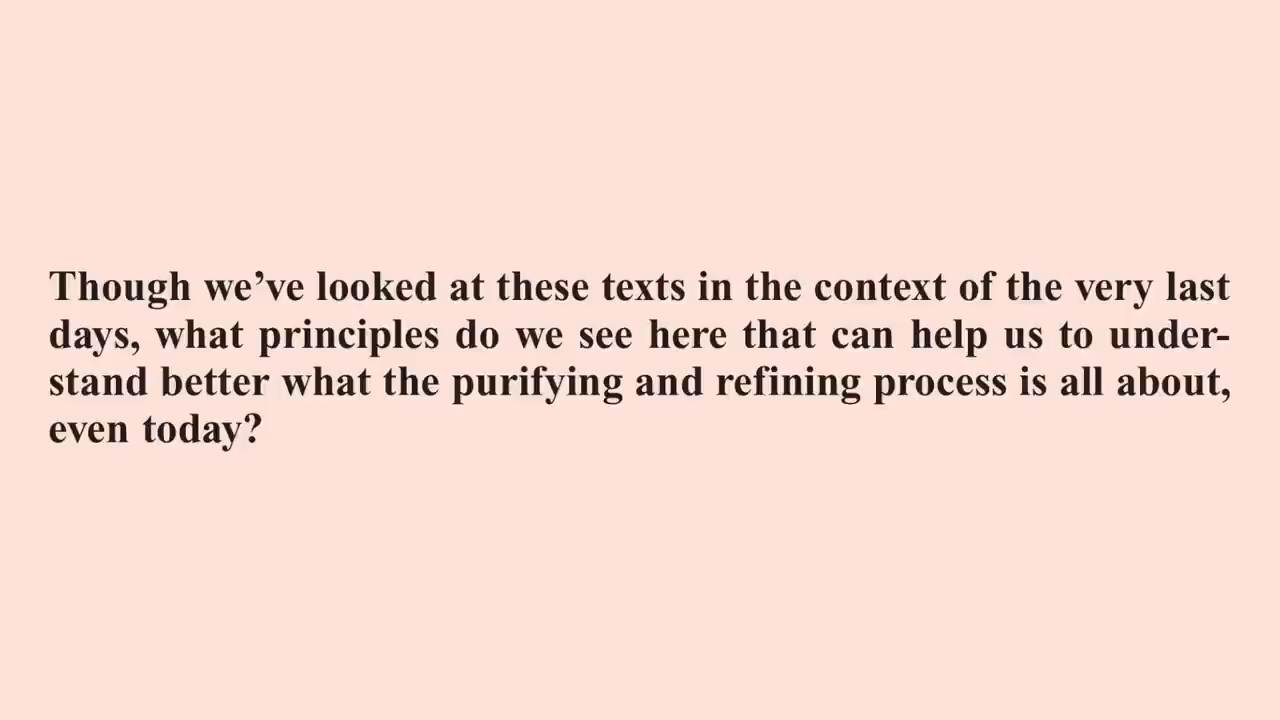 Though we’ve looked at these texts in the context of the very last
days, what principles do we see here that can help us to under-
stand better what the purifying and refining process is all about,
even today?